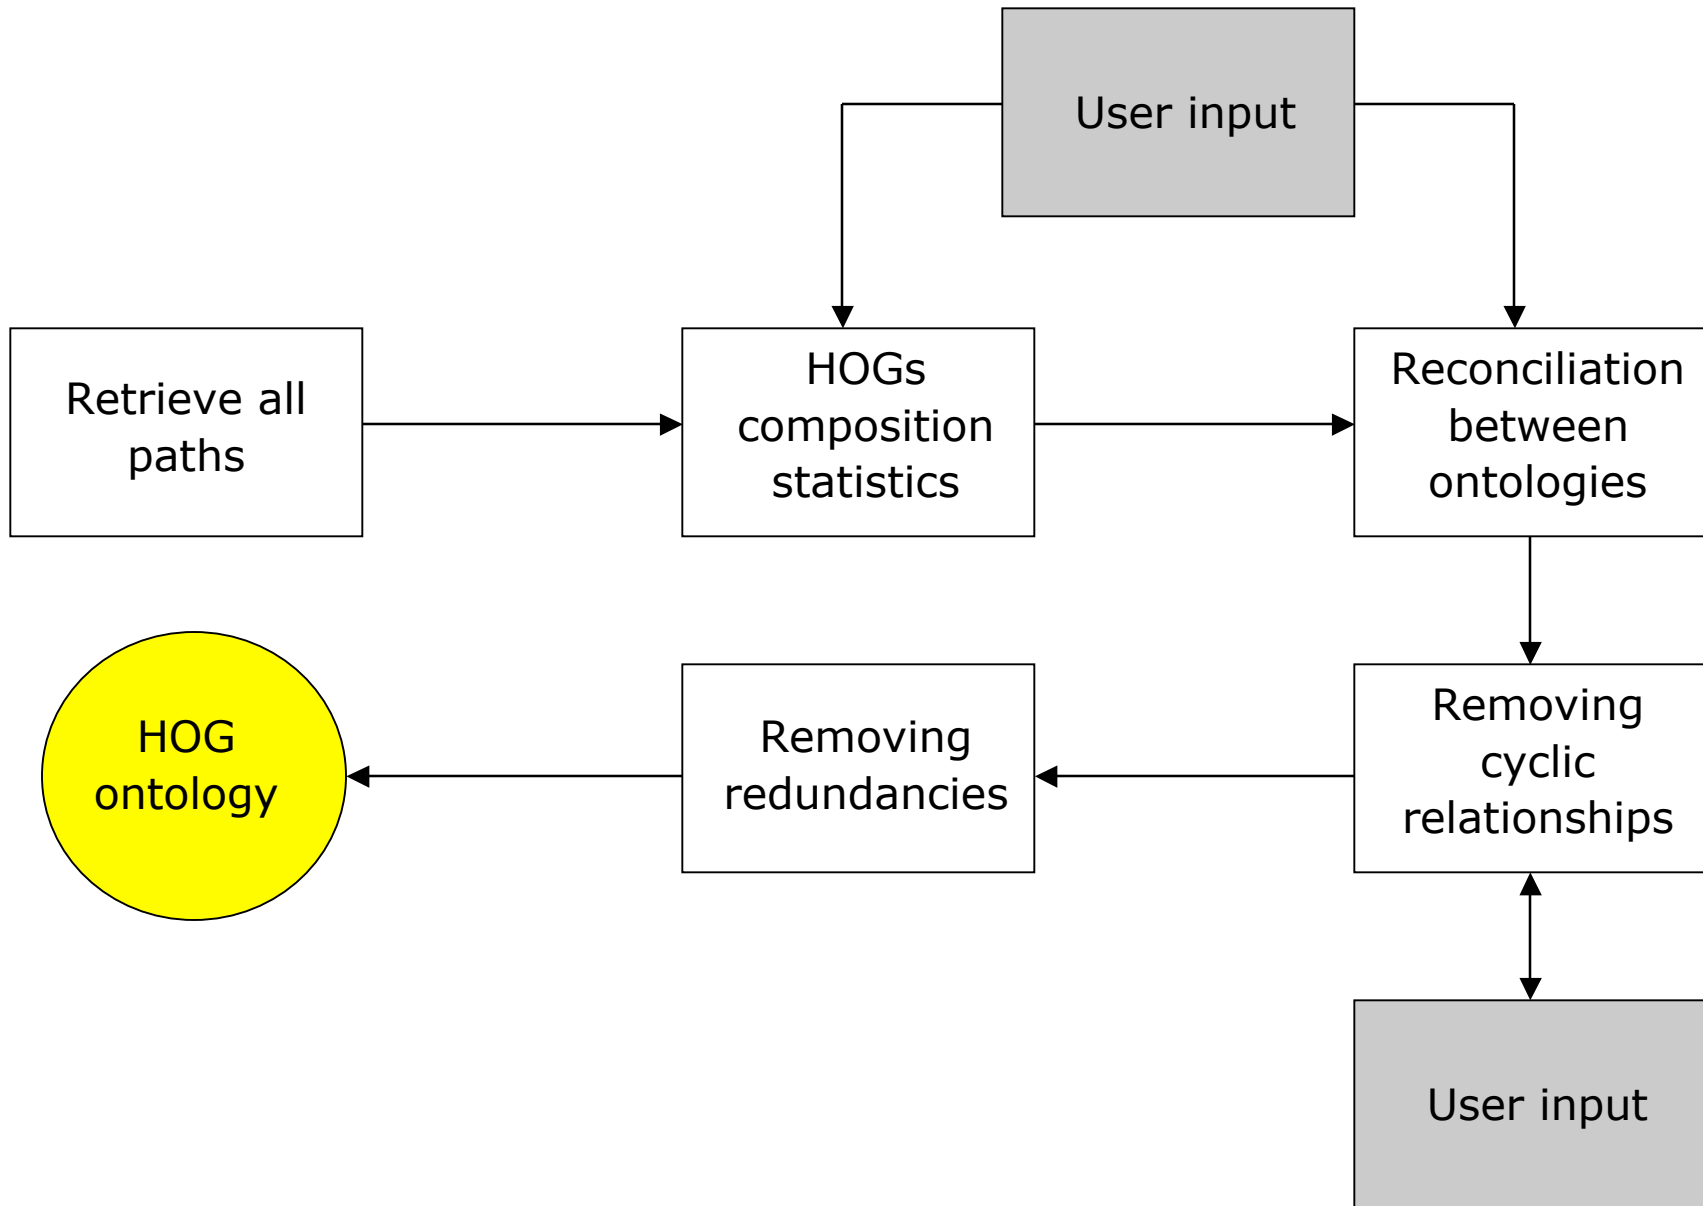 User input
Retrieve all
paths
HOGs
composition
statistics
Reconciliation
between
ontologies
HOG
ontology
Removing
redundancies
Removing
cyclic
relationships
User input